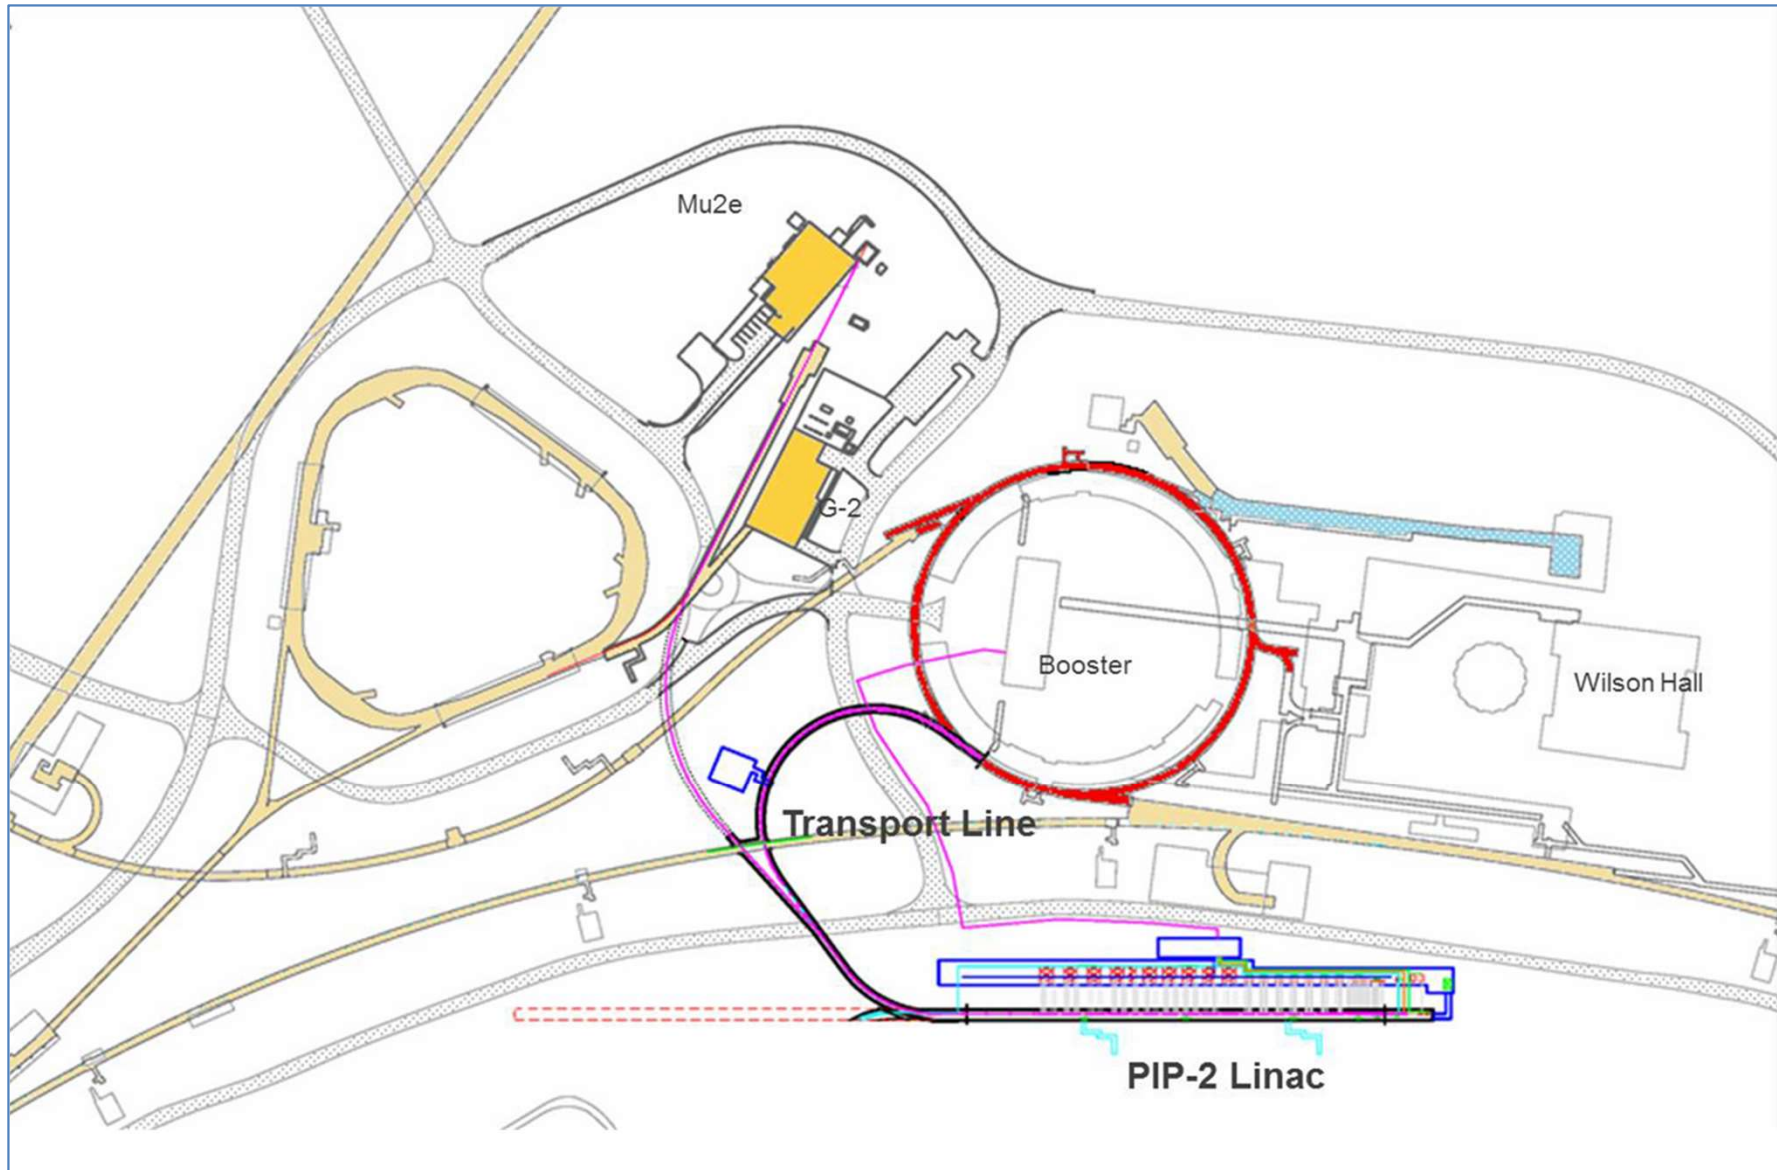 Mu2e
G-2
Booster
Wilson Hall
Transport Line
PIP-2 Linac